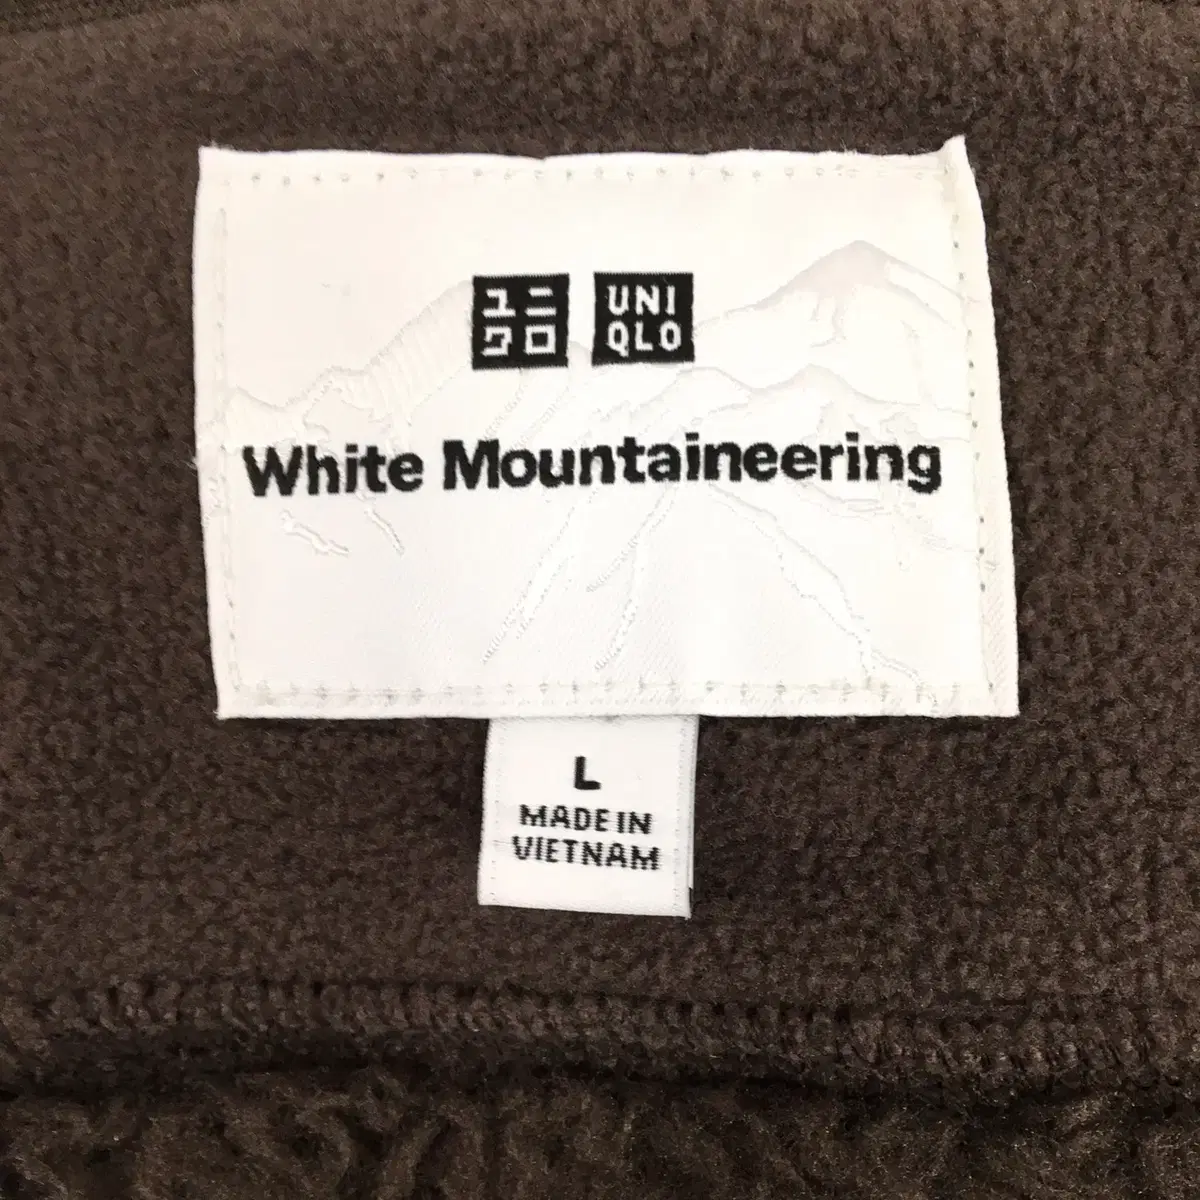 ユニ UNI
クロ QLO
White Mountaineering
L
MADE IN
VIETNAM